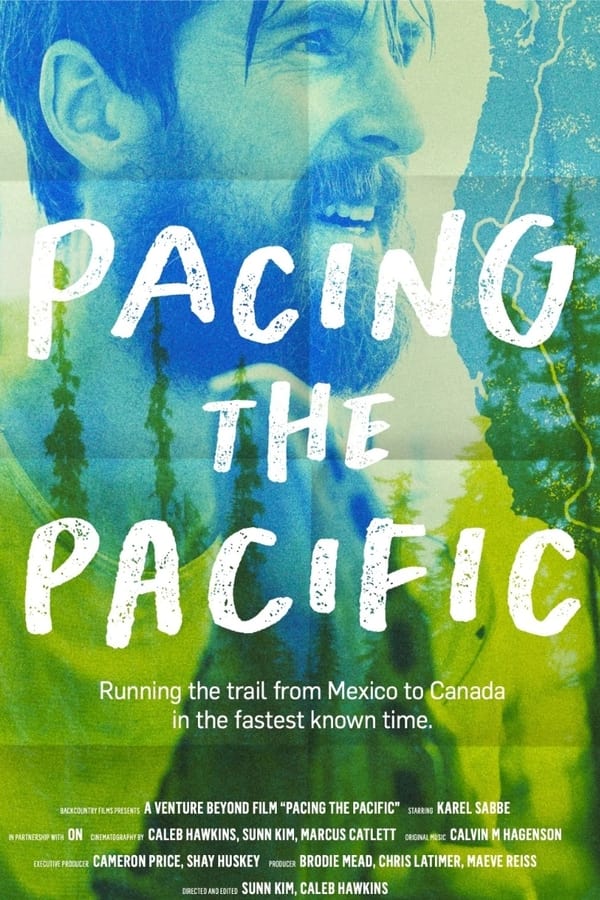 PACING
THE
PACIFIC
Running the trail from Mexico to Canada
in the fastest known time.
BACKCOUNTRY FILMS PRESENTS A VENTURE BEYOND FILM "PACING THE PACIFIC" STARRING KAREL SABBE
IN PARTNERSHIP WITH ON CINEMATOGRAPHY BY CALEB HAWKINS, SUNN KIM, MARCUS CATLETT ORIGINAL MUSIC CALVIN M HAGENSON
EXECUTIVE PRODUCER CAMERON PRICE, SHAY HUSKEY PRODUCER BRODIE MEAD, CHRIS LATIMER, MAEVE REISS
DIRECTED AND EDITED SUNN KIM, CALEB HAWKINS